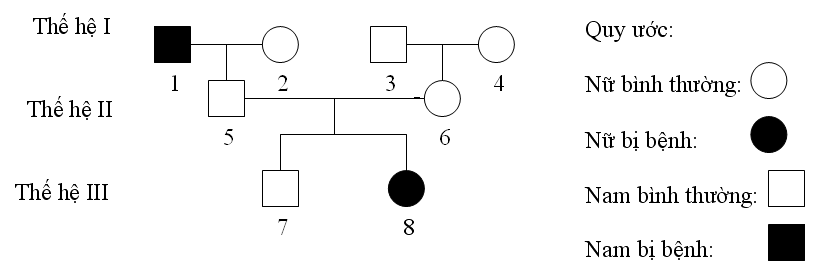 Thế hệ I
1
2
3
4
Thế hệ II
5
6
Thế hệ III
7
8
Quy ước:
Nữ bình thường:
Nữ bị bệnh:
Nam bình thường:
Nam bị bệnh: